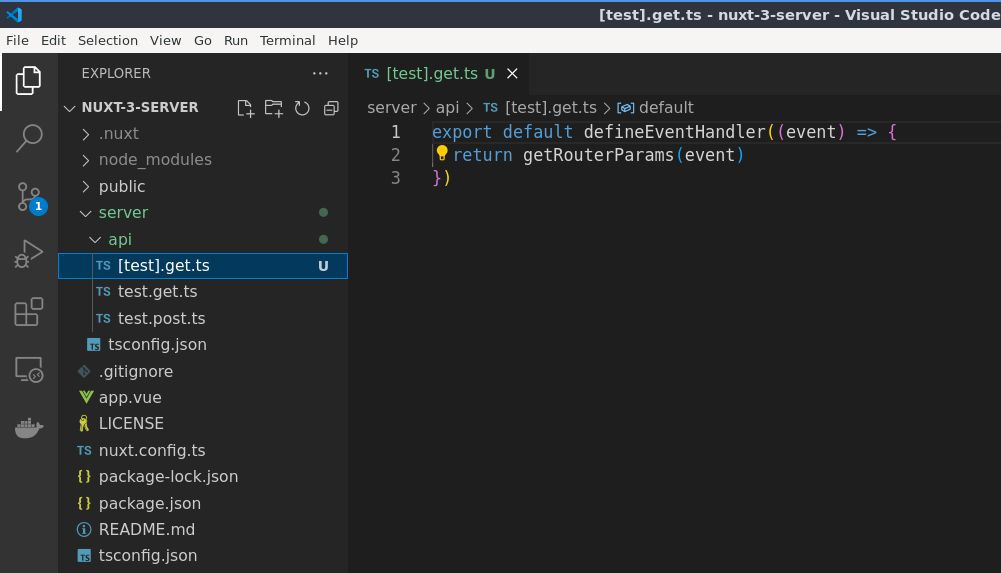 [test].get.ts - nuxt-3-server - Visual Studio Code
File Edit Selection View Go Run Terminal Help
EXPLORER ···
NUXT-3-SERVER
.nuxt
node_modules
public
server
api
TS [test].get.ts U
TS test.get.ts
TS test.post.ts
TS tsconfig.json
.gitignore
app.vue
LICENSE
TS nuxt.config.ts
{ } package-lock.json
{ } package.json
README.md
TS tsconfig.json
1
TS [test].get.ts U
server > api > TS [test].get.ts > default
1 export default defineEventHandler((event) => {
2 return getRouterParams(event)
3 })